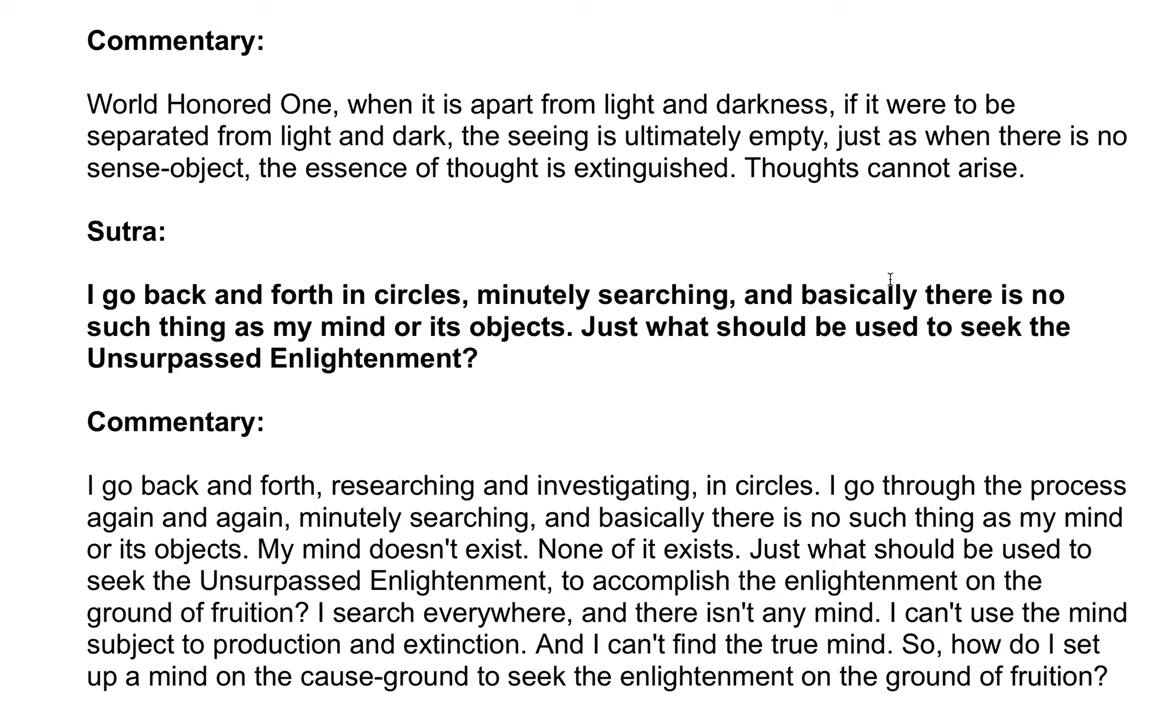 Commentary:
World Honored One, when it is apart from light and darkness, if it were to be
separated from light and dark, the seeing is ultimately empty, just as when there is no
sense-object, the essence of thought is extinguished. Thoughts cannot arise.
Sutra:
I go back and forth in circles, minutely searching, and basically there is no
such thing as my mind or its objects. Just what should be used to seek the
Unsurpassed Enlightenment?
Commentary:
I go back and forth, researching and investigating, in circles. I go through the process
again and again, minutely searching, and basically there is no such thing as my mind
or its objects. My mind doesn't exist. None of it exists. Just what should be used to
seek the Unsurpassed Enlightenment, to accomplish the enlightenment on the
ground of fruition? I search everywhere, and there isn't any mind. I can't use the mind
subject to production and extinction. And I can't find the true mind. So, how do I set
up a mind on the cause-ground to seek the enlightenment on the ground of fruition?